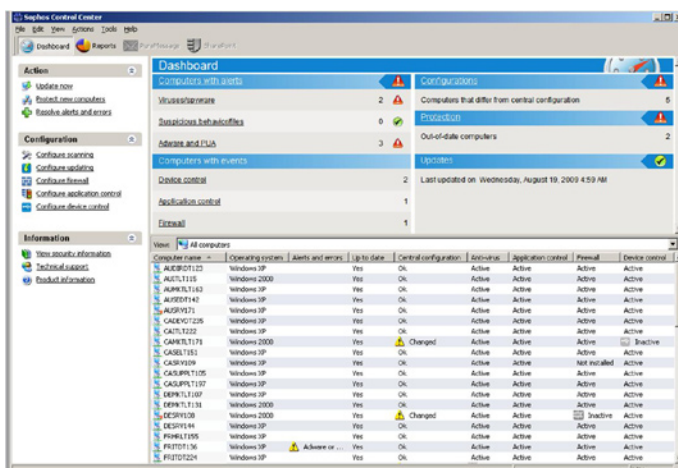 Sophos Control Center
File Edit View Actions Tools Help
Dashboard Reports PureMessage SharePoint
Action
Update now
Protect new computers
Resolve alerts and errors
Configuration
Configure scanning
Configure updating
Configure firewall
Configure application control
Configure device control
Information
View security information
Technical support
Product information
Dashboard
Computers with alerts
Viruses/spyware 2
Suspicious behavior/files 0
Adware and PUA 3
Computers with events
Device control 2
Application control 1
Firewall 1
Configurations
Computers that differ from central configuration 5
Protection
Out-of-date computers 2
Updates
Last updated on Wednesday, August 19, 2009 4:59 AM
View: All computers
Computer name Operating system Alerts and errors Up to date Central configuration Anti-virus Application control Firewall Device control
Windows XP Yes Ok Active Active Active Active
Windows 2000 Yes Ok Active Active Active Active
Windows XP Yes Ok Active Active Active Active
AUSEDT142 Windows XP Yes Ok Active Active Active Active
AUSRV171 Windows XP Yes Ok Active Active Active Active
CADEVDT235 Windows XP Yes Ok Active Active Active Active
CAITLT222 Windows XP Yes Ok Active Active Active Active
CAMKTLT171 Windows 2000 Yes Changed Active Active Active Inactive
CASELT151 Windows XP Yes Ok Active Active Active Active
CASRV109 Windows XP Yes Ok Active Active Not installed Active
CASUPPLT105 Windows XP Yes Ok Active Active Active Active
CASUPPLT197 Windows XP Yes Ok Active Active Active Active
DEMKTLT107 Windows XP Yes Ok Active Active Active Active
DEMKTLT131 Windows 2000 Yes Ok Active Active Active Active
DESRV108 Windows 2000 Yes Changed Active Active Inactive Active
DESRV144 Windows XP Yes Ok Active Active Active Active
FRHRLT155 Windows XP Yes Ok Active Active Active Active
FRITDT136 Windows XP Adware or ... Yes Ok Active Active Active Active
FRITDT224 Windows XP Yes Ok Active Active Active Active